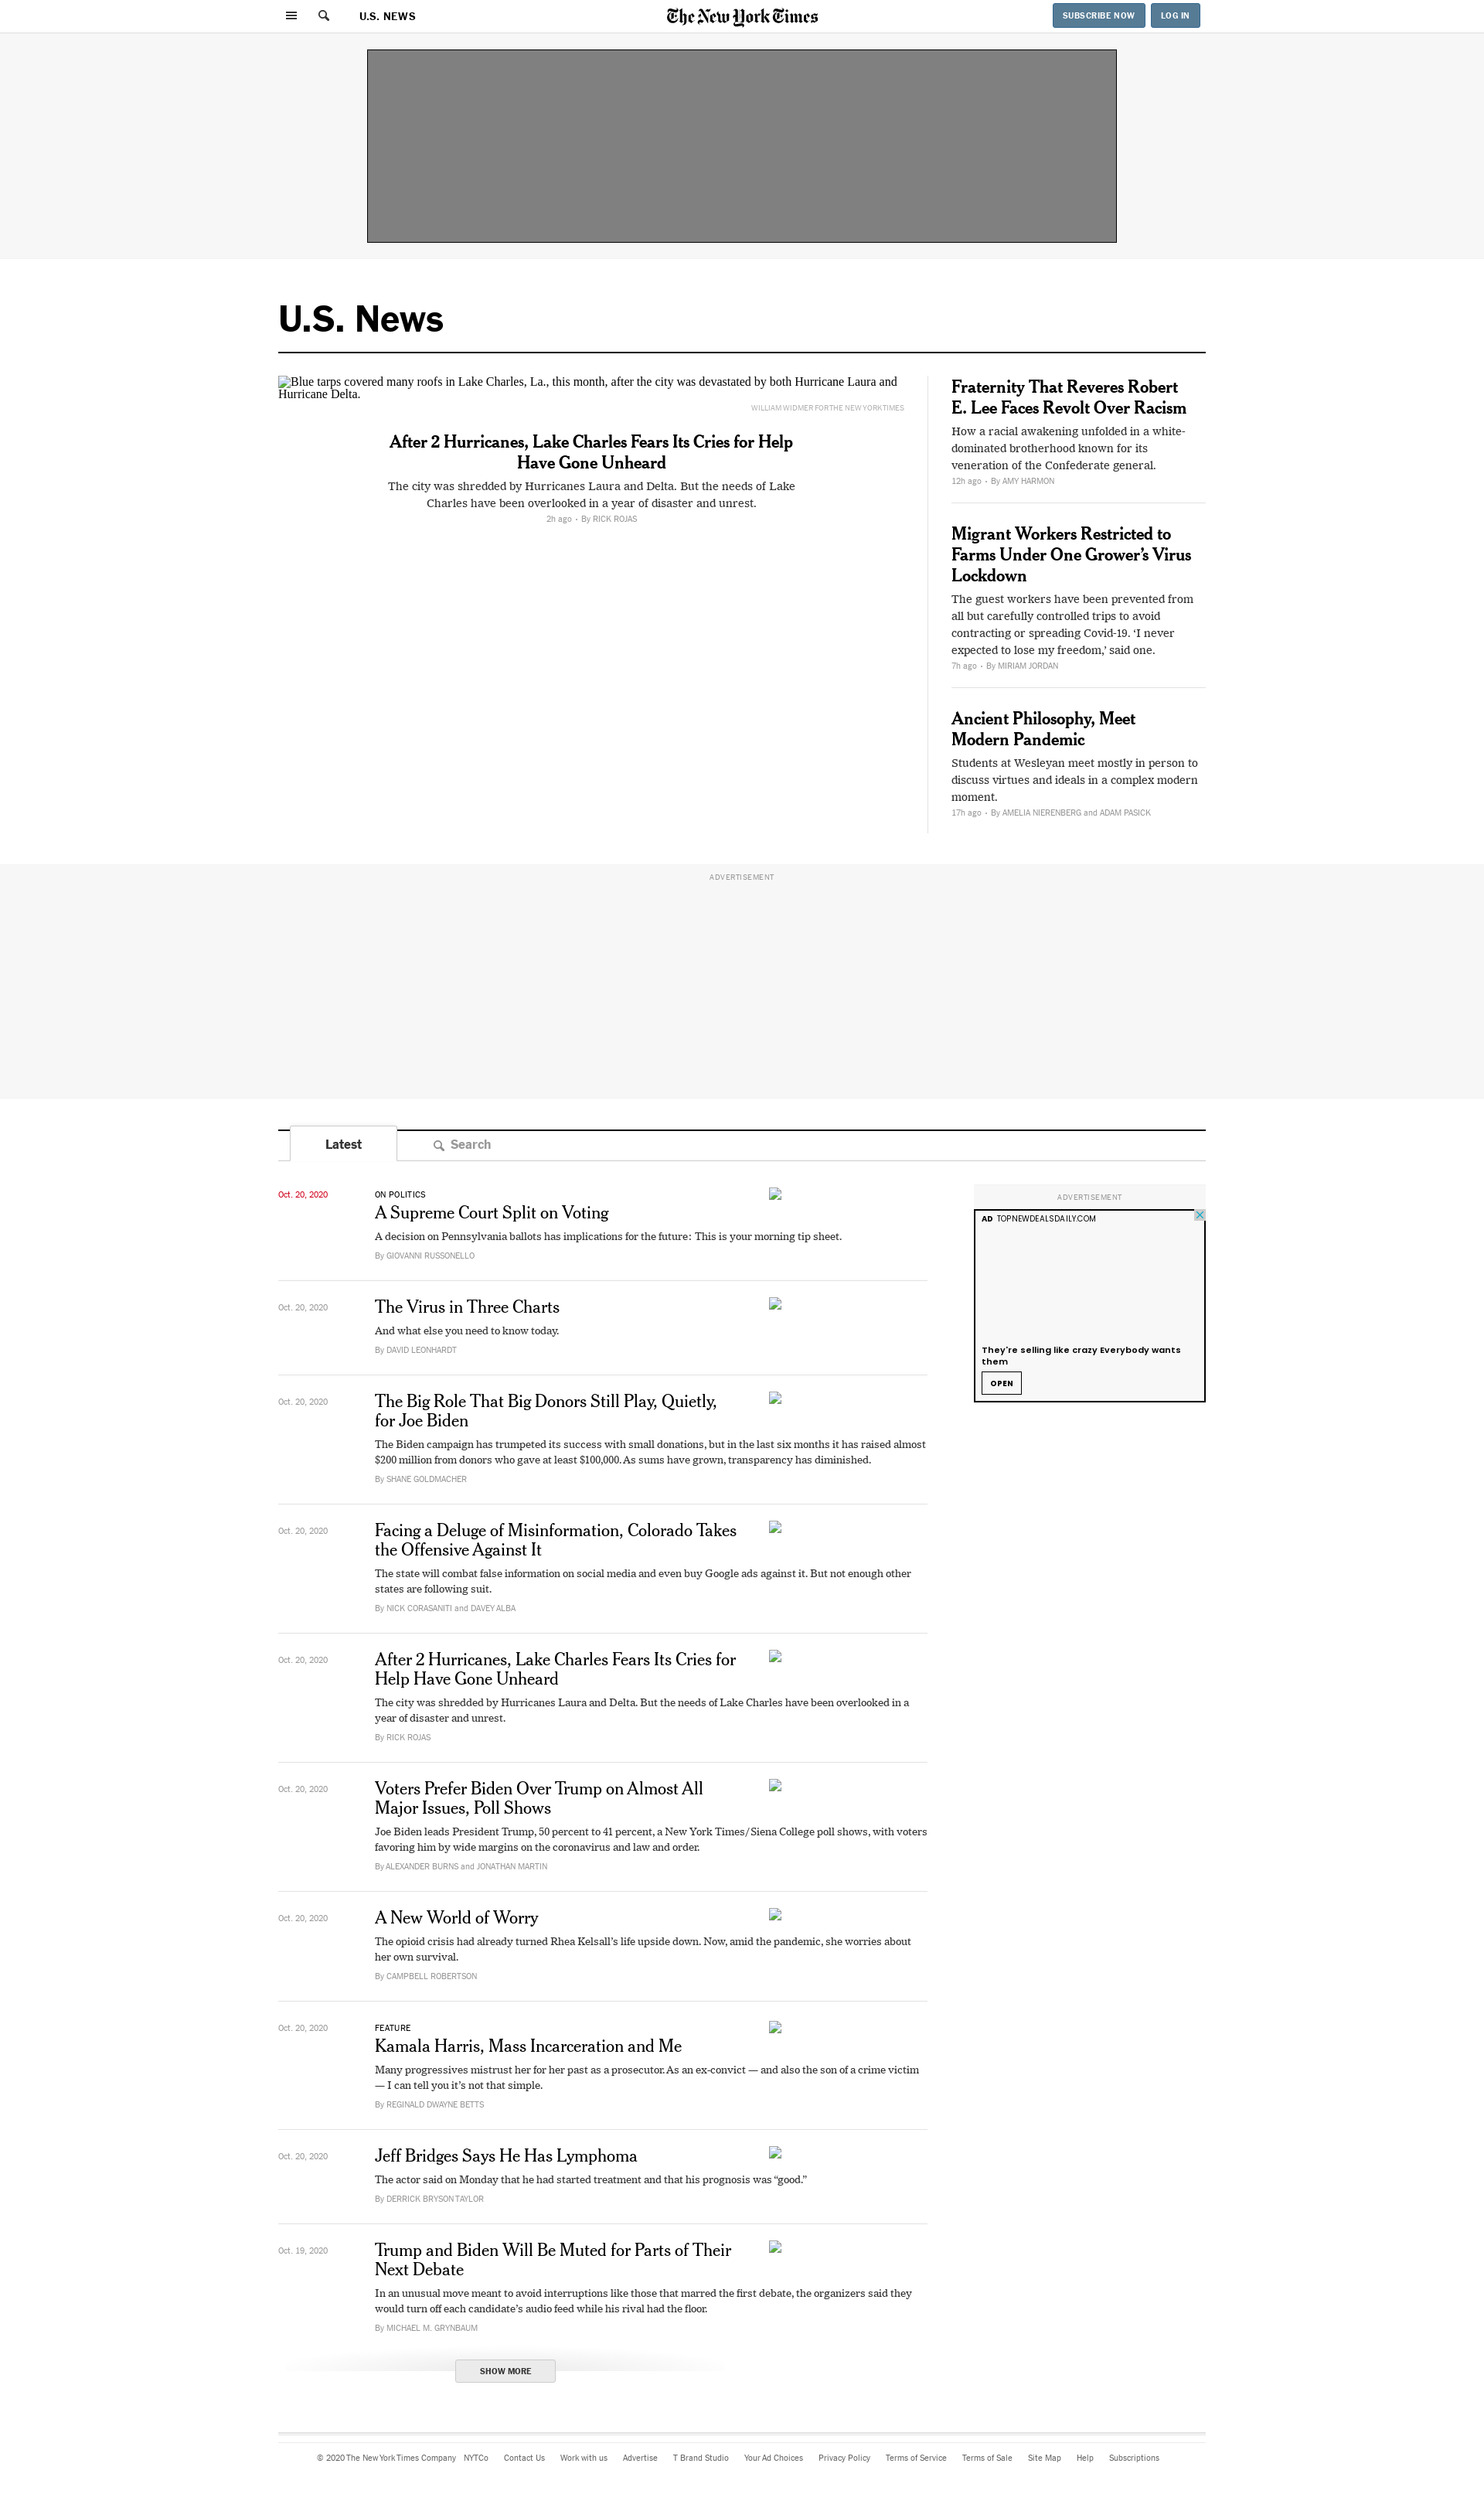 U.S. NEWS
The New York Times
SUBSCRIBE NOW
LOG IN
U.S. News
Blue tarps covered many roofs in Lake Charles, La., this month, after the city was devastated by both Hurricane Laura and
Hurricane Delta.
WILLIAM WIDMER FOR THE NEW YORK TIMES
After 2 Hurricanes, Lake Charles Fears Its Cries for Help
Have Gone Unheard
The city was shredded by Hurricanes Laura and Delta. But the needs of Lake
Charles have been overlooked in a year of disaster and unrest.
2h ago • By RICK ROJAS
Fraternity That Reveres Robert
E. Lee Faces Revolt Over Racism
How a racial awakening unfolded in a white-
dominated brotherhood known for its
veneration of the Confederate general.
12h ago • By AMY HARMON
Migrant Workers Restricted to
Farms Under One Grower’s Virus
Lockdown
The guest workers have been prevented from
all but carefully controlled trips to avoid
contracting or spreading Covid-19. ‘I never
expected to lose my freedom,’ said one.
7h ago • By MIRIAM JORDAN
Ancient Philosophy, Meet
Modern Pandemic
Students at Wesleyan meet mostly in person to
discuss virtues and ideals in a complex modern
moment.
17h ago • By AMELIA NIERENBERG and ADAM PASICK
ADVERTISEMENT
Latest
Search
Oct. 20, 2020
ON POLITICS
A Supreme Court Split on Voting
A decision on Pennsylvania ballots has implications for the future: This is your morning tip sheet.
By GIOVANNI RUSSONELLO
Oct. 20, 2020
The Virus in Three Charts
And what else you need to know today.
By DAVID LEONHARDT
Oct. 20, 2020
The Big Role That Big Donors Still Play, Quietly,
for Joe Biden
The Biden campaign has trumpeted its success with small donations, but in the last six months it has raised almost
$200 million from donors who gave at least $100,000. As sums have grown, transparency has diminished.
By SHANE GOLDMACHER
Oct. 20, 2020
Facing a Deluge of Misinformation, Colorado Takes
the Offensive Against It
The state will combat false information on social media and even buy Google ads against it. But not enough other
states are following suit.
By NICK CORASANITI and DAVEY ALBA
Oct. 20, 2020
After 2 Hurricanes, Lake Charles Fears Its Cries for
Help Have Gone Unheard
The city was shredded by Hurricanes Laura and Delta. But the needs of Lake Charles have been overlooked in a
year of disaster and unrest.
By RICK ROJAS
Oct. 20, 2020
Voters Prefer Biden Over Trump on Almost All
Major Issues, Poll Shows
Joe Biden leads President Trump, 50 percent to 41 percent, a New York Times/Siena College poll shows, with voters
favoring him by wide margins on the coronavirus and law and order.
By ALEXANDER BURNS and JONATHAN MARTIN
Oct. 20, 2020
A New World of Worry
The opioid crisis had already turned Rhea Kelsall’s life upside down. Now, amid the pandemic, she worries about
her own survival.
By CAMPBELL ROBERTSON
Oct. 20, 2020
FEATURE
Kamala Harris, Mass Incarceration and Me
Many progressives mistrust her for her past as a prosecutor. As an ex-convict — and also the son of a crime victim
— I can tell you it’s not that simple.
By REGINALD DWAYNE BETTS
Oct. 20, 2020
Jeff Bridges Says He Has Lymphoma
The actor said on Monday that he had started treatment and that his prognosis was “good.”
By DERRICK BRYSON TAYLOR
Oct. 19, 2020
Trump and Biden Will Be Muted for Parts of Their
Next Debate
In an unusual move meant to avoid interruptions like those that marred the first debate, the organizers said they
would turn off each candidate’s audio feed while his rival had the floor.
By MICHAEL M. GRYNBAUM
SHOW MORE
ADVERTISEMENT
AD TOPNEWDEALSDAILY.COM
They're selling like crazy Everybody wants
them
OPEN
© 2020 The New York Times Company NYTCo Contact Us Work with us Advertise T Brand Studio Your Ad Choices Privacy Policy Terms of Service Terms of Sale Site Map Help Subscriptions